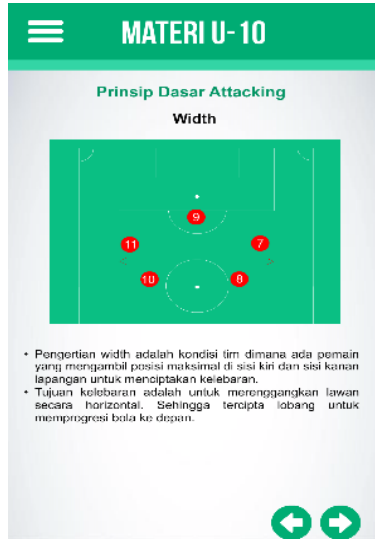 MATERI U-10
Prinsip Dasar Attacking
Width
9
11
7
10
8
• Pengertian width adalah kondisi tim dimana ada pemain
yang mengambil posisi maksimal di sisi kiri dan sisi kanan
lapangan untuk menciptakan kelebaran.
• Tujuan kelebaran adalah untuk merenggangkan lawan
secara horizontal. Sehingga tercipta lobang untuk
memprogresi bola ke depan.